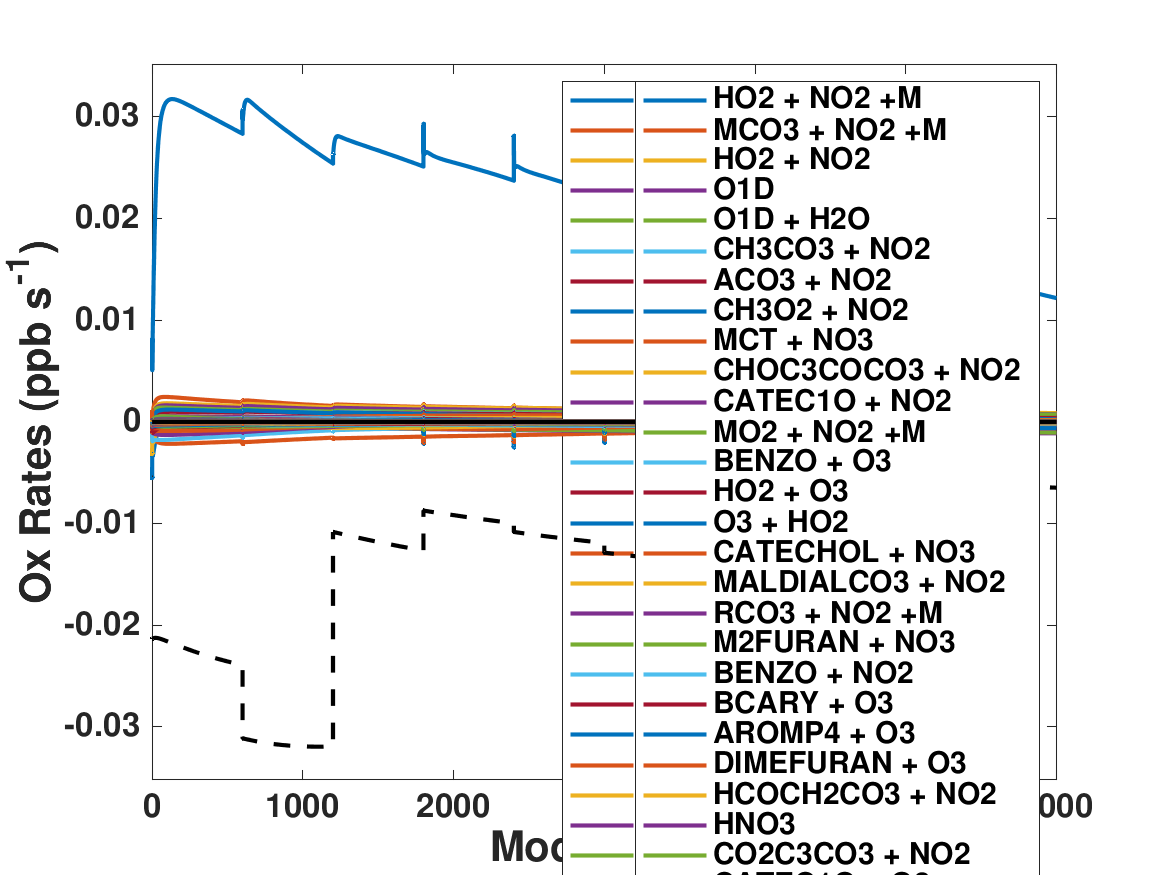 0.03
0.02
0.01
0
-0.01
-0.02
-0.03
Ox Rates (ppb s-1)
0
1000
2000
000
HO2 + NO2 +M
MCO3 + NO2 +M
HO2 + NO2
O1D
O1D + H2O
CH3CO3 + NO2
ACO3 + NO2
CH3O2 + NO2
MCT + NO3
CHOC3COCO3 + NO2
CATEC1O + NO2
MO2 + NO2 +M
BENZO + O3
HO2 + O3
O3 + HO2
CATECHOL + NO3
MALDIALCO3 + NO2
RCO3 + NO2 +M
M2FURAN + NO3
BENZO + NO2
BCARY + O3
AROMP4 + O3
DIMEFURAN + O3
HCOCH2CO3 + NO2
HNO3
CO2C3CO3 + NO2